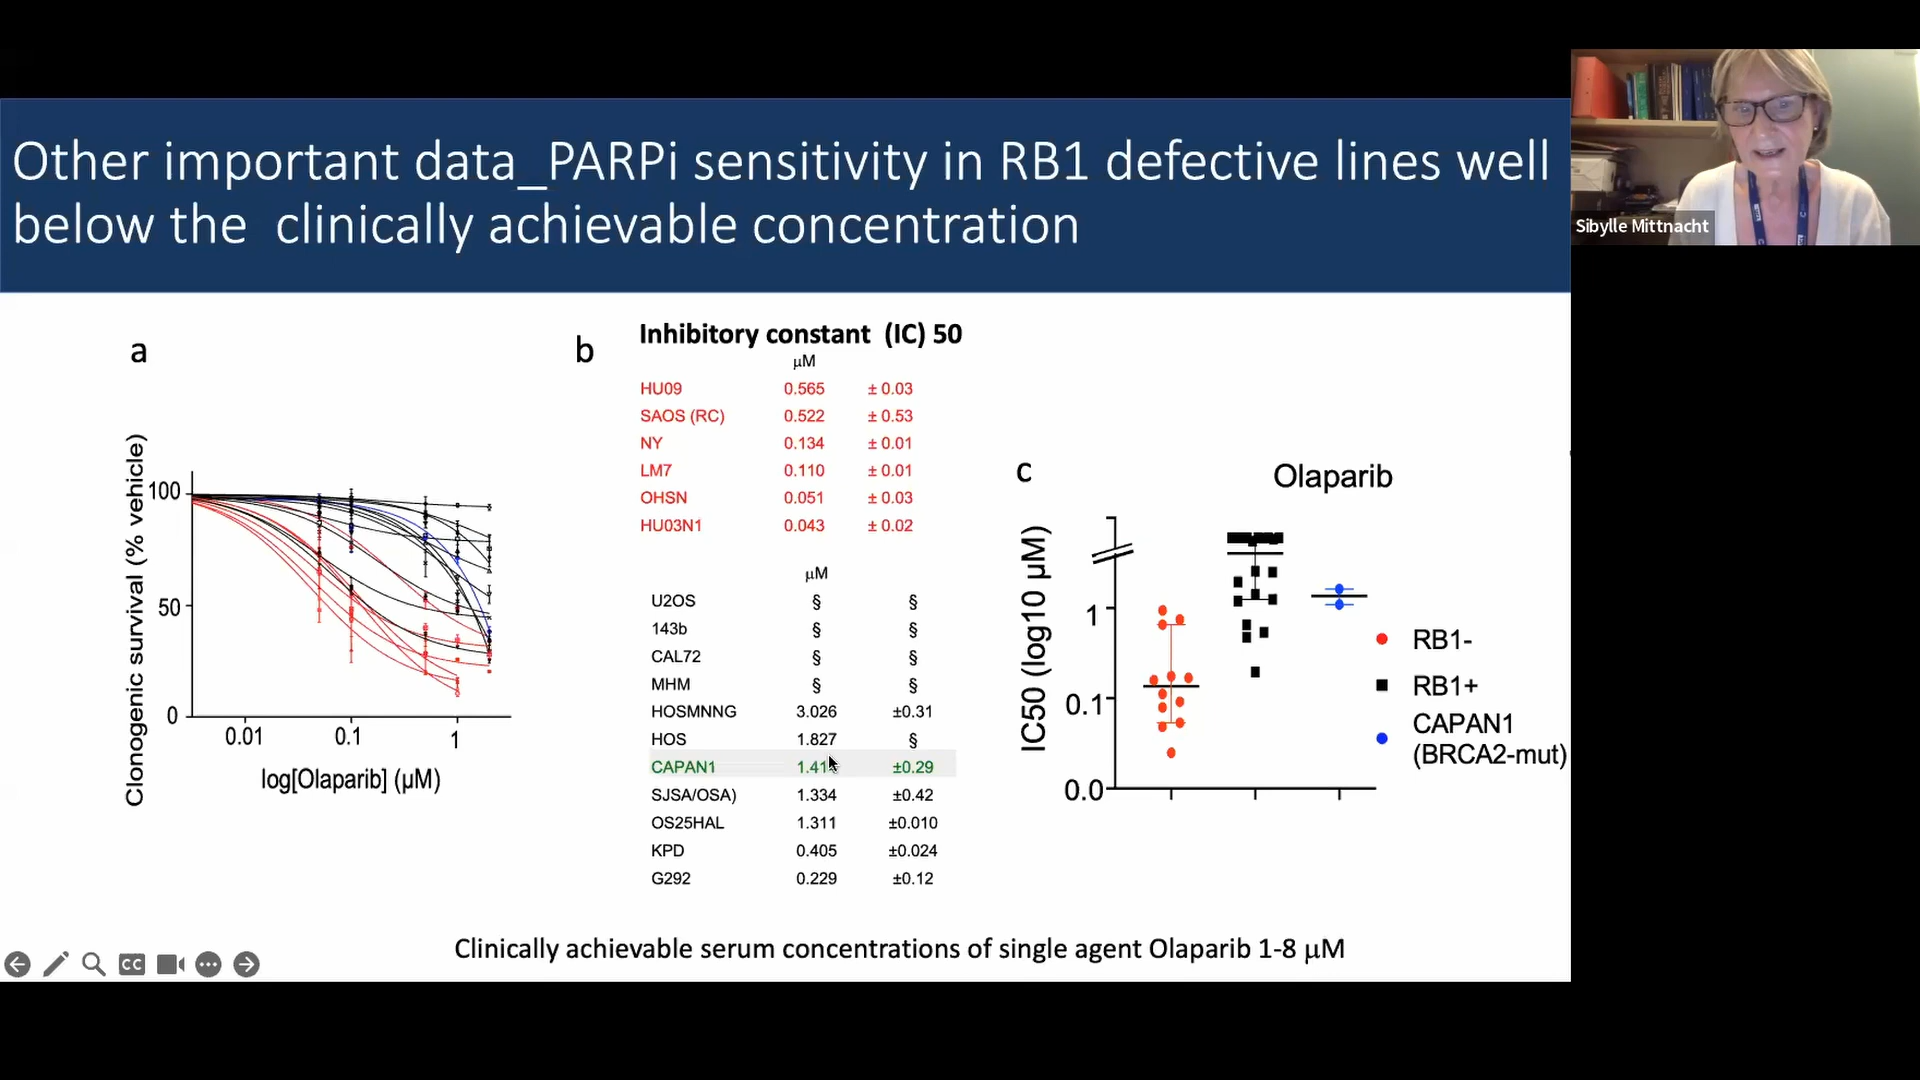 Other important data_PARPi sensitivity in RB1 defective lines well
below the clinically achievable concentration
Sibylle Mittnacht
a
Clonogenic survival (% vehicle)
100
50
0
0.01 0.1 1
log[Olaparib] (µM)
b
Inhibitory constant (IC) 50
µM
HU09 0.565 ± 0.03
SAOS (RC) 0.522 ± 0.53
NY 0.134 ± 0.01
LM7 0.110 ± 0.01
OHSN 0.051 ± 0.03
HU03N1 0.043 ± 0.02
µM
U2OS § §
143b § §
CAL72 § §
MHM § §
HOSMNNG 3.026 ±0.31
HOS 1.827 §
CAPAN1 ±0.29
SJSA/OSA) 1.334 ±0.42
OS25HAL 1.311 ±0.010
KPD 0.405 ±0.024
G292 0.229 ±0.12
c
Olaparib
IC50 (log10 µM)
1
0.1
0.0
RB1-
RB1+
CAPAN1
(BRCA2-mut)
Clinically achievable serum concentrations of single agent Olaparib 1-8 µM
CC